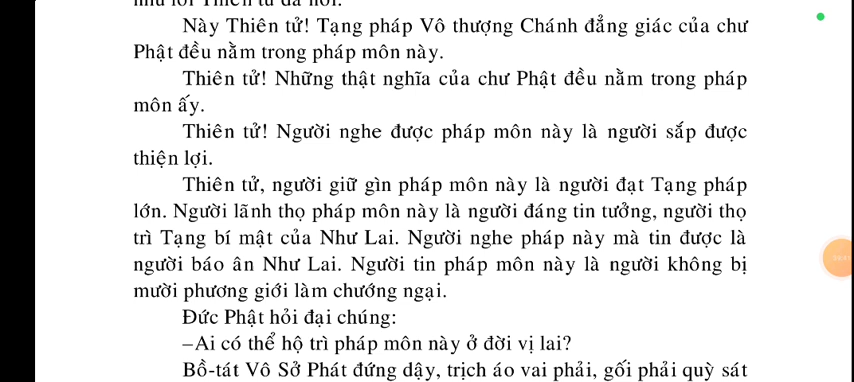 Này Thiên tử! Tạng pháp Vô thượng Chánh đẳng giác của chư
Phật đều nằm trong pháp môn này.
Thiên tử! Những thật nghĩa của chư Phật đều nằm trong pháp
môn ấy.
Thiên tử! Người nghe được pháp môn này là người sắp được
thiện lợi.
Thiên tử, người giữ gìn pháp môn này là người đạt Tạng pháp
lớn. Người lãnh thọ pháp môn này là người đáng tin tưởng, người thọ
trì Tạng bí mật của Như Lai. Người nghe pháp này mà tin được là
người báo ân Như Lai. Người tin pháp môn này là người không bị
mười phương giới làm chướng ngại.
Đức Phật hỏi đại chúng:
–Ai có thể hộ trì pháp môn này ở đời vị lai?
Bồ-tát Vô Sở Phát đứng dậy, trịch áo vai phải, gối phải quỳ sát